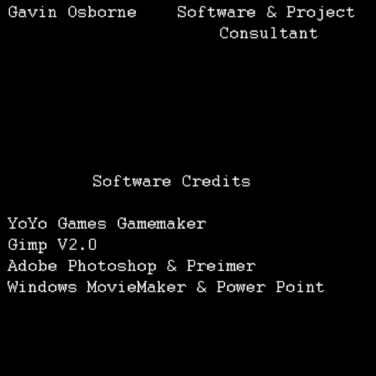 Gavin Osborne Software & Project
Consultant
Software Credits
YoYo Games Gamemaker
Gimp V2.0
Adobe Photoshop & Preimer
Windows MovieMaker & Power Point